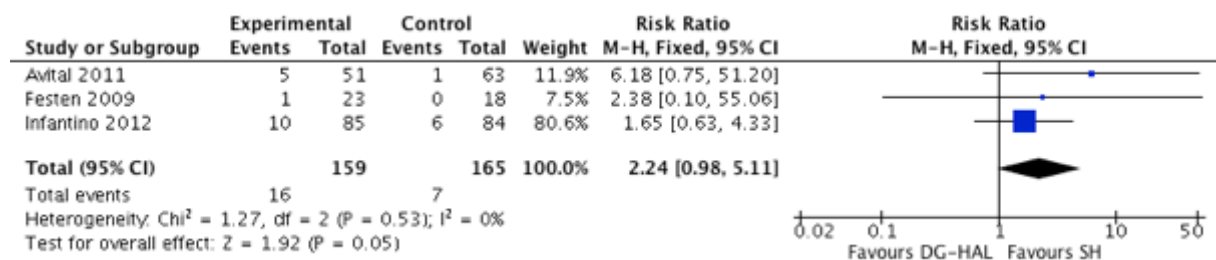 Experimental Control Risk Ratio Risk Ratio
Study or Subgroup Events Total Events Total Weight M-H, Fixed, 95% CI M-H, Fixed, 95% CI
Avital 2011 5 51 1 63 11.9% 6.18 [0.75, 51.20]
Festen 2009 1 23 0 18 7.5% 2.38 [0.10, 55.06]
Infantino 2012 10 85 6 84 80.6% 1.65 [0.63, 4.33]
Total (95% CI) 159 165 100.0% 2.24 [0.98, 5.11]
Total events 16 7
Heterogeneity: Chi² = 1.27, df = 2 (P = 0.53); I² = 0%
Test for overall effect: Z = 1.92 (P = 0.05)
0.02 0.1 1 10 50
Favours DG-HAL Favours SH